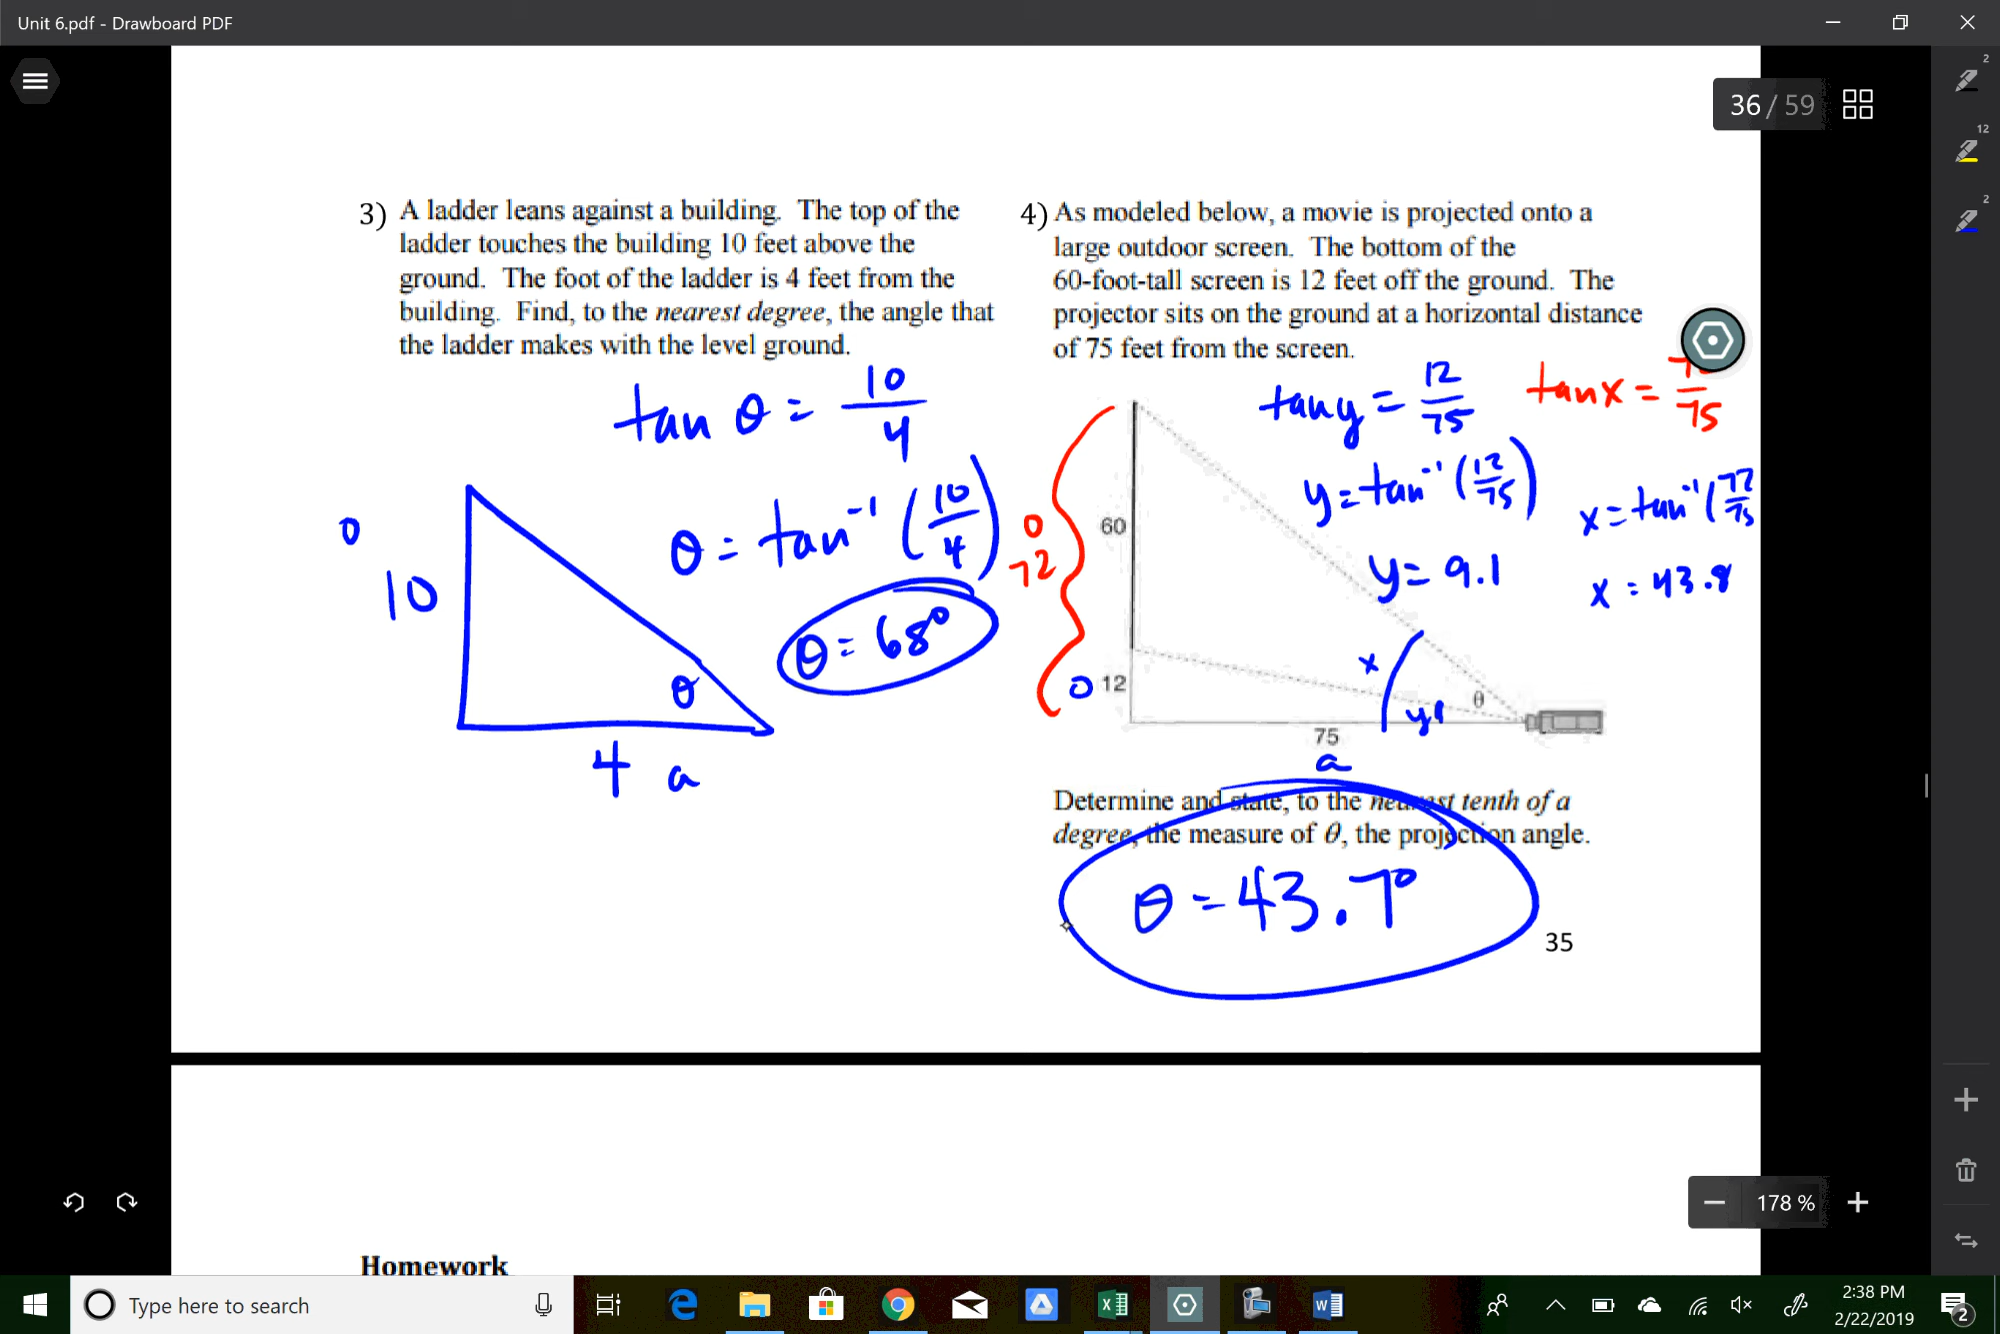 Unit 6.pdf - Drawboard PDF
2
36 / 59
12
2
3) A ladder leans against a building. The top of the
ladder touches the building 10 feet above the
ground. The foot of the ladder is 4 feet from the
building. Find, to the nearest degree, the angle that
the ladder makes with the level ground.
tan θ = 10/4
θ = tan⁻¹ (10/4)
θ = 68°
o
10
θ
4 a
4) As modeled below, a movie is projected onto a
large outdoor screen. The bottom of the
60-foot-tall screen is 12 feet off the ground. The
projector sits on the ground at a horizontal distance
of 75 feet from the screen.
tan y = 12/75
tan x = /75
y = tan⁻¹ (12/75)
x = tan⁻¹ (72/75
y = 9.1
x = 43.8
60
o
72
x
θ
o 12
y
75
a
Determine and state, to the nearest tenth of a
degree, the measure of θ, the projection angle.
θ = 43.7°
35
178 %
Homework
Type here to search
2:38 PM
2/22/2019
2